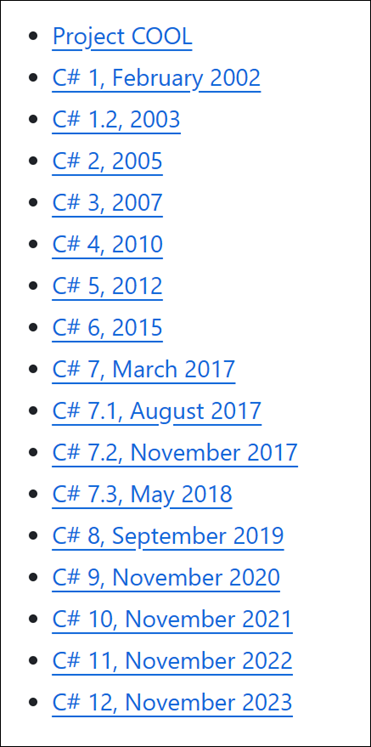 Project COOL
C# 1, February 2002
C# 1.2, 2003
C# 2, 2005
C# 3, 2007
C# 4, 2010
C# 5, 2012
C# 6, 2015
C# 7, March 2017
C# 7.1, August 2017
C# 7.2, November 2017
C# 7.3, May 2018
C# 8, September 2019
C# 9, November 2020
C# 10, November 2021
C# 11, November 2022
C# 12, November 2023